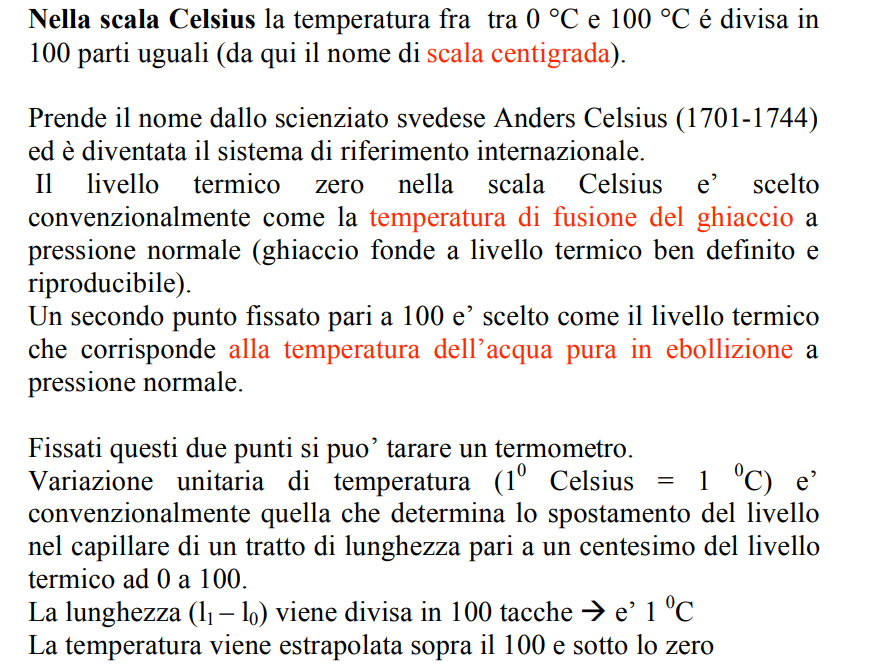 Nella scala Celsius la temperatura fra tra 0 °C e 100 °C é divisa in
100 parti uguali (da qui il nome di scala centigrada).
Prende il nome dallo scienziato svedese Anders Celsius (1701-1744)
ed è diventata il sistema di riferimento internazionale.
Il livello termico zero nella scala Celsius e’ scelto
convenzionalmente come la temperatura di fusione del ghiaccio a
pressione normale (ghiaccio fonde a livello termico ben definito e
riproducibile).
Un secondo punto fissato pari a 100 e’ scelto come il livello termico
che corrisponde alla temperatura dell’acqua pura in ebollizione a
pressione normale.
Fissati questi due punti si puo’ tarare un termometro.
Variazione unitaria di temperatura (1⁰ Celsius = 1 ⁰C) e’
convenzionalmente quella che determina lo spostamento del livello
nel capillare di un tratto di lunghezza pari a un centesimo del livello
termico ad 0 a 100.
La lunghezza (l₁ – l₀) viene divisa in 100 tacche → e’ 1 ⁰C
La temperatura viene estrapolata sopra il 100 e sotto lo zero